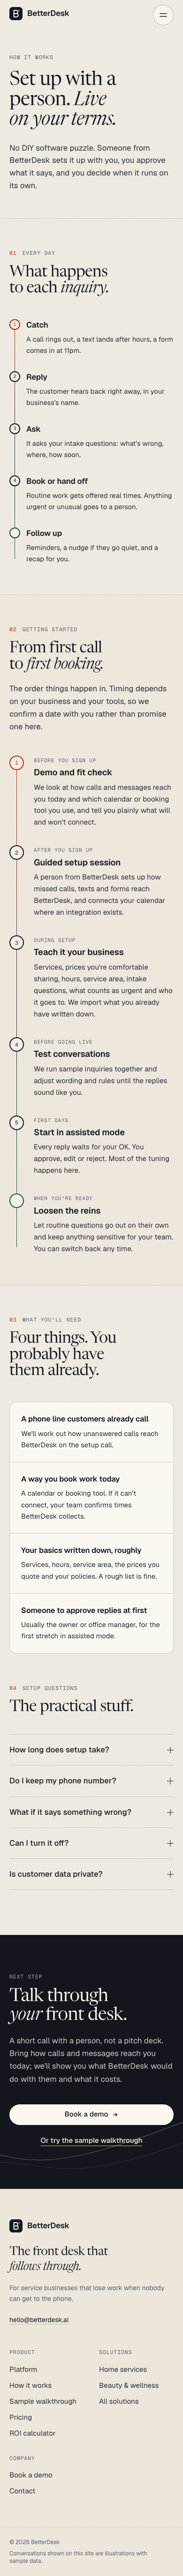 BetterDesk
HOW IT WORKS
Set up with a
person. Live
on your terms.
No DIY software puzzle. Someone from
BetterDesk sets it up with you, you approve
what it says, and you decide when it runs on
its own.
01 EVERY DAY
What happens
to each inquiry.
1 Catch
A call rings out, a text lands after hours, a form
comes in at 11pm.
2 Reply
The customer hears back right away, in your
business's name.
3 Ask
It asks your intake questions: what's wrong,
where, how soon.
4 Book or hand off
Routine work gets offered real times. Anything
urgent or unusual goes to a person.
Follow up
Reminders, a nudge if they go quiet, and a
recap for you.
02 GETTING STARTED
From first call
to first booking.
The order things happen in. Timing depends
on your business and your tools, so we
confirm a date with you rather than promise
one here.
BEFORE YOU SIGN UP
1 Demo and fit check
We look at how calls and messages reach
you today and which calendar or booking
tool you use, and tell you plainly what will
and won't connect.
AFTER YOU SIGN UP
2 Guided setup session
A person from BetterDesk sets up how
missed calls, texts and forms reach
BetterDesk, and connects your calendar
where an integration exists.
DURING SETUP
3 Teach it your business
Services, prices you're comfortable
sharing, hours, service area, intake
questions, what counts as urgent and who
it goes to. We import what you already
have written down.
BEFORE GOING LIVE
4 Test conversations
We run sample inquiries together and
adjust wording and rules until the replies
sound like you.
FIRST DAYS
5 Start in assisted mode
Every reply waits for your OK. You
approve, edit or reject. Most of the tuning
happens here.
WHEN YOU'RE READY
Loosen the reins
Let routine questions go out on their own
and keep anything sensitive for your team.
You can switch back any time.
03 WHAT YOU'LL NEED
Four things. You
probably have
them already.
A phone line customers already call
We'll work out how unanswered calls reach
BetterDesk on the setup call.
A way you book work today
A calendar or booking tool. If it can't
connect, your team confirms times
BetterDesk collects.
Your basics written down, roughly
Services, hours, service area, the prices you
quote and your policies. A rough list is fine.
Someone to approve replies at first
Usually the owner or office manager, for the
first stretch in assisted mode.
04 SETUP QUESTIONS
The practical stuff.
How long does setup take?
Do I keep my phone number?
What if it says something wrong?
Can I turn it off?
Is customer data private?
NEXT STEP
Talk through
your front desk.
A short call with a person, not a pitch deck.
Bring how calls and messages reach you
today; we'll show you what BetterDesk would
do with them and what it costs.
Book a demo →
Or try the sample walkthrough
BetterDesk
The front desk that
follows through.
For service businesses that lose work when nobody
can get to the phone.
hello@betterdesk.ai
PRODUCT SOLUTIONS
Platform Home services
How it works Beauty & wellness
Sample walkthrough All solutions
Pricing
ROI calculator
COMPANY
Book a demo
Contact
© 2026 BetterDesk
Conversations shown on this site are illustrations with
sample data.